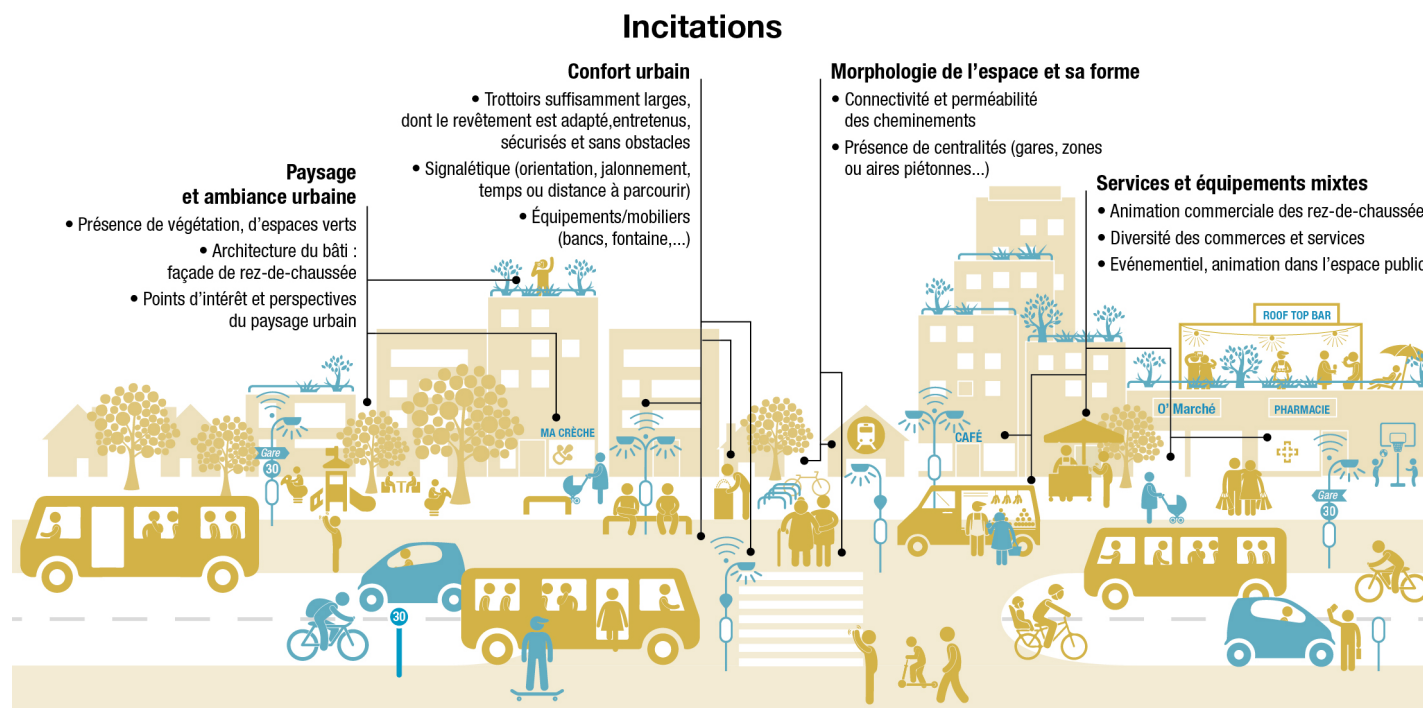 Incitations
Paysage
et ambiance urbaine
• Présence de végétation, d'espaces verts
• Architecture du bâti :
façade de rez-de-chaussée
• Points d'intérêt et perspectives
du paysage urbain
Confort urbain
• Trottoirs suffisamment larges,
dont le revêtement est adapté,entretenus,
sécurisés et sans obstacles
• Signalétique (orientation, jalonnement,
temps ou distance à parcourir)
• Équipements/mobiliers
(bancs, fontaine,...)
Morphologie de l'espace et sa forme
• Connectivité et perméabilité
des cheminements
• Présence de centralités (gares, zones
ou aires piétonnes...)
Services et équipements mixtes
• Animation commerciale des rez-de-chaussée
• Diversité des commerces et services
• Evénementiel, animation dans l'espace public
ROOF TOP BAR
O' Marché
PHARMACIE
MA CRÈCHE
CAFÉ
Gare
30
Gare
30
30